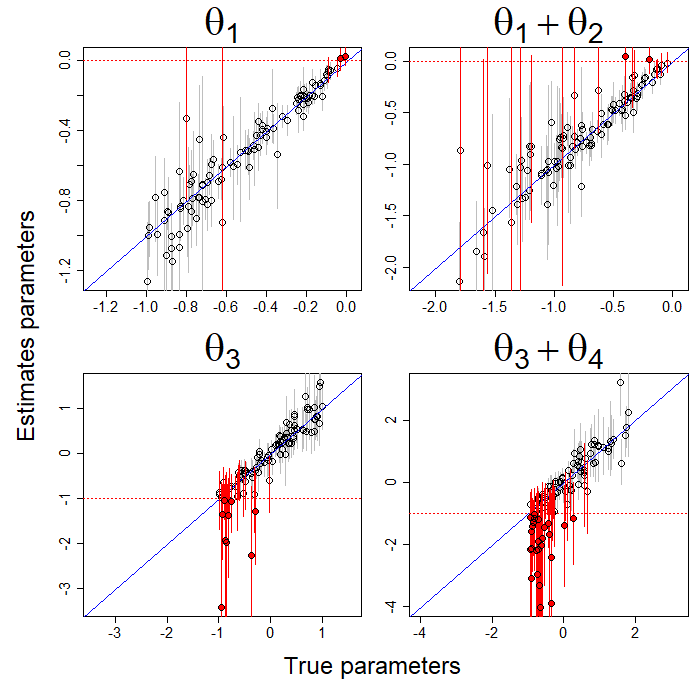 θ1
θ1 + θ2
0.0
-0.4
-0.8
-1.2
-1.2 -1.0 -0.8 -0.6 -0.4 -0.2 0.0
0.0
-0.5
-1.0
-1.5
-2.0
-2.0 -1.5 -1.0 -0.5 0.0
Estimates parameters
θ3
θ3 + θ4
1
0
-1
-2
-3
-3 -2 -1 0 1
2
0
-2
-4
-4 -2 0 2
True parameters